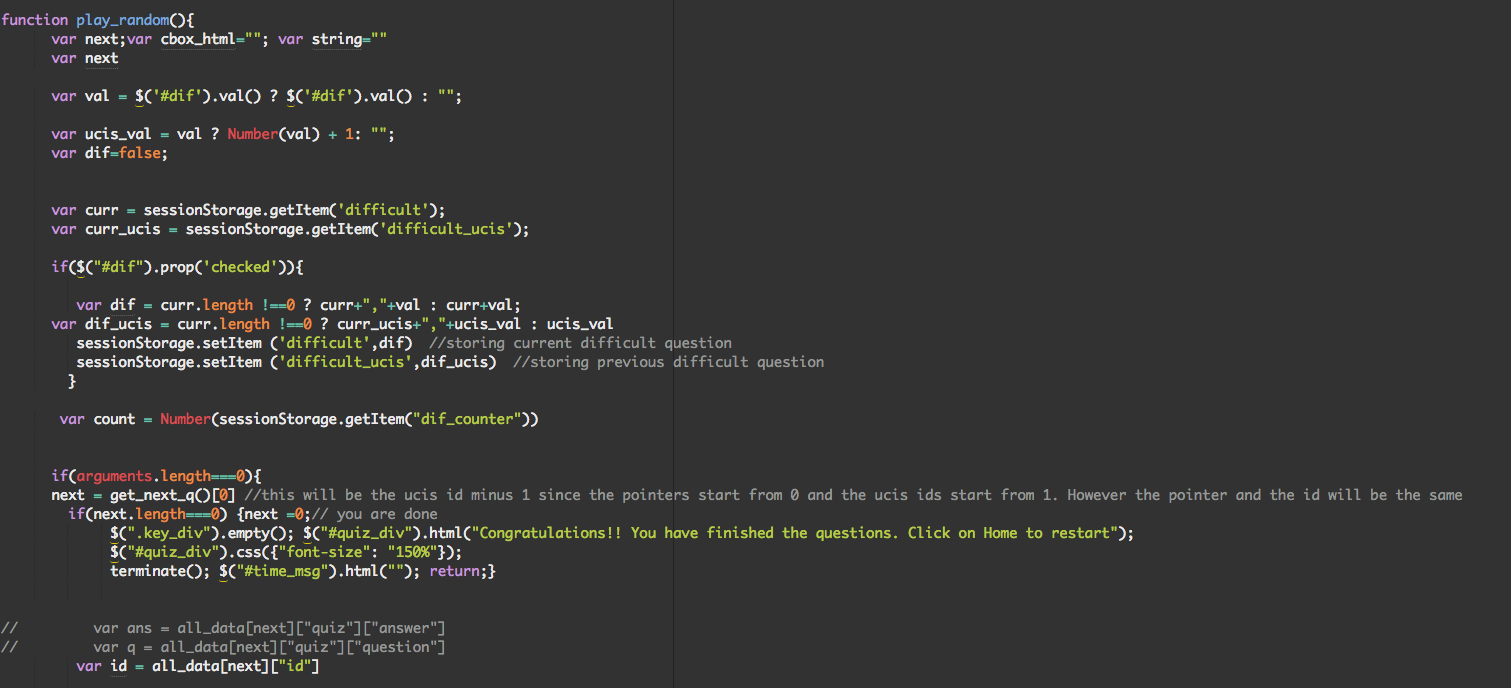 function play_random(){
var next;var cbox_html=""; var string=""
var next
var val = $('#dif').val() ? $('#dif').val() : "";
var ucis_val = val ? Number(val) + 1: "";
var dif=false;
var curr = sessionStorage.getItem('difficult');
var curr_ucis = sessionStorage.getItem('difficult_ucis');
if($("#dif").prop('checked')){
var dif = curr.length !==0 ? curr+","+val : curr+val;
var dif_ucis = curr.length !==0 ? curr_ucis+","+ucis_val : ucis_val
sessionStorage.setItem ('difficult',dif)  //storing current difficult question
sessionStorage.setItem ('difficult_ucis',dif_ucis)  //storing previous difficult question
}
var count = Number(sessionStorage.getItem("dif_counter"))
if(arguments.length===0){
next = get_next_q()[0] //this will be the ucis id minus 1 since the pointers start from 0 and the ucis ids start from 1. However the pointer and the id will be the same
if(next.length===0) {next =0;// you are done
$(".key_div").empty(); $("#quiz_div").html("Congratulations!! You have finished the questions. Click on Home to restart");
$("#quiz_div").css({"font-size": "150%"});
terminate(); $("#time_msg").html(""); return;}
//         var ans = all_data[next]["quiz"]["answer"]
//         var q = all_data[next]["quiz"]["question"]
var id = all_data[next]["id"]